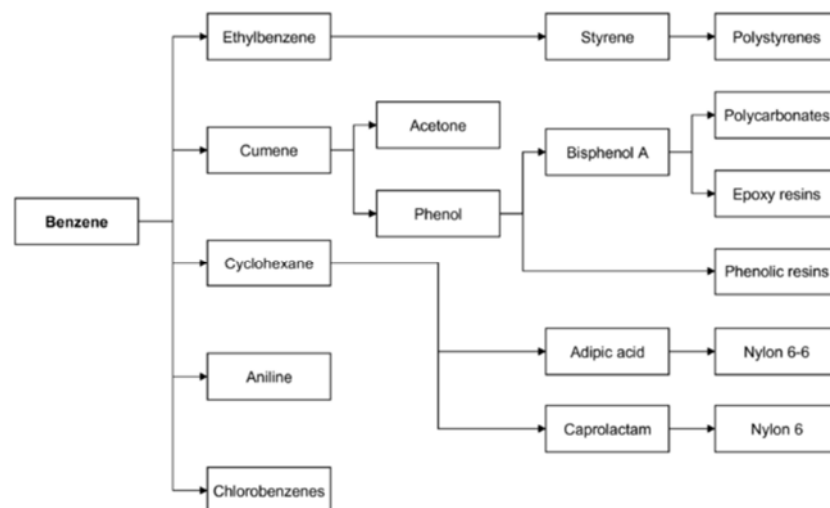 Ethylbenzene
Styrene
Polystyrenes
Polycarbonates
Acetone
Cumene
Bisphenol A
Epoxy resins
Phenol
Benzene
Cyclohexane
Phenolic resins
Adipic acid
Nylon 6-6
Aniline
Caprolactam
Nylon 6
Chlorobenzenes